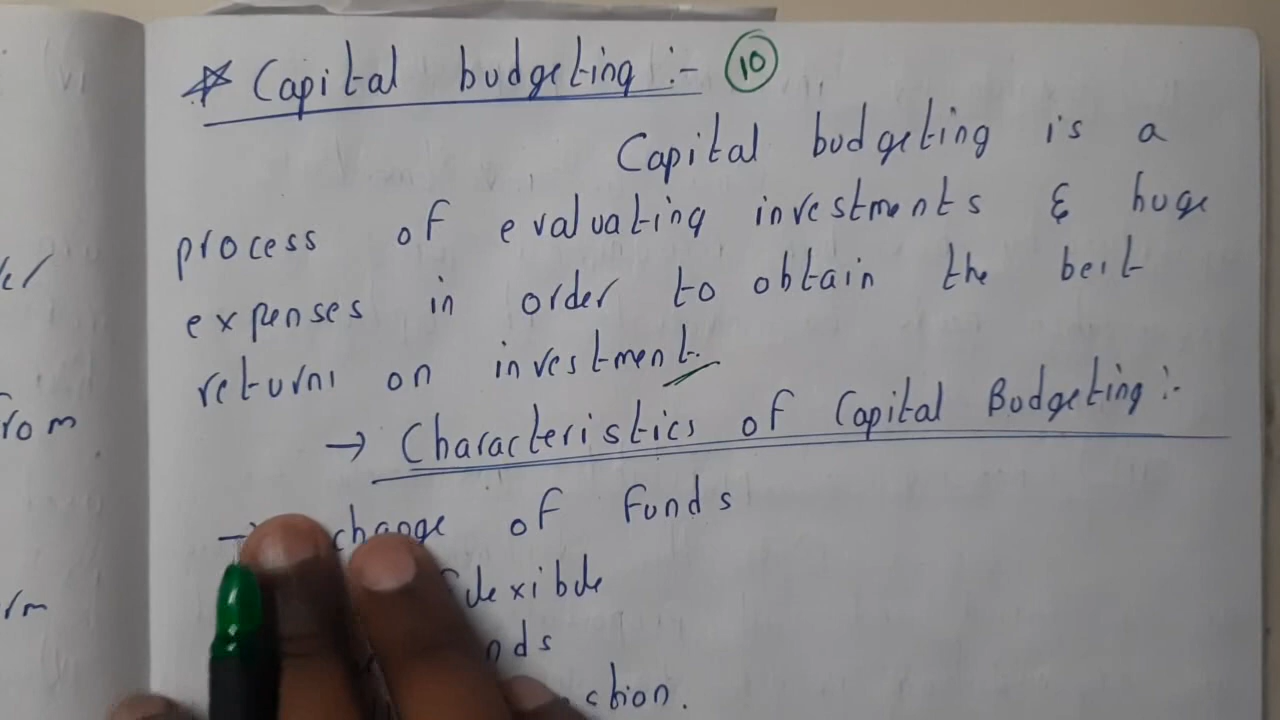 * Capital budgeting :- 10
Capital budgeting is a
process of evaluating investments & huge
expenses in order to obtain the best
returns on investment.
→ Characteristics of Capital Budgeting :-
→ change of funds
flexible